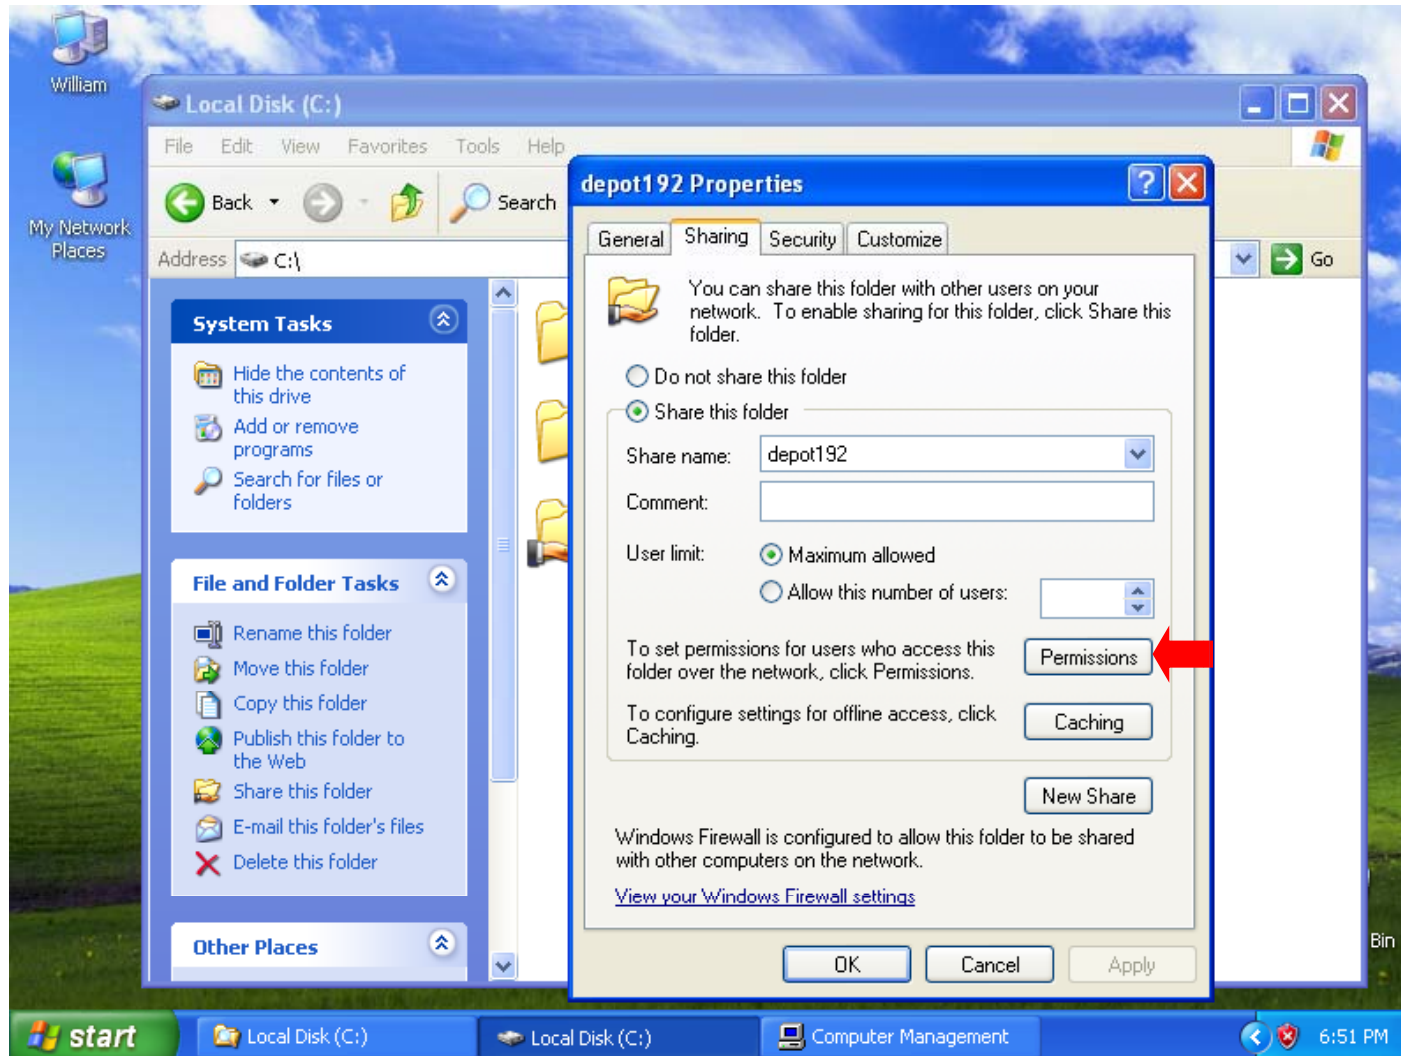 William
My Network
Places
Local Disk (C:)
File Edit View Favorites Tools Help
Back
Search
Address C:\
Go
System Tasks
Hide the contents of
this drive
Add or remove
programs
Search for files or
folders
File and Folder Tasks
Rename this folder
Move this folder
Copy this folder
Publish this folder to
the Web
Share this folder
E-mail this folder's files
Delete this folder
Other Places
depot192 Properties
General Sharing Security Customize
You can share this folder with other users on your
network. To enable sharing for this folder, click Share this
folder.
Do not share this folder
Share this folder
Share name: depot192
Comment:
User limit: Maximum allowed
Allow this number of users:
To set permissions for users who access this
folder over the network, click Permissions.
Permissions
To configure settings for offline access, click
Caching.
Caching
New Share
Windows Firewall is configured to allow this folder to be shared
with other computers on the network.
View your Windows Firewall settings
OK Cancel Apply
Bin
start Local Disk (C:) Local Disk (C:) Computer Management 6:51 PM